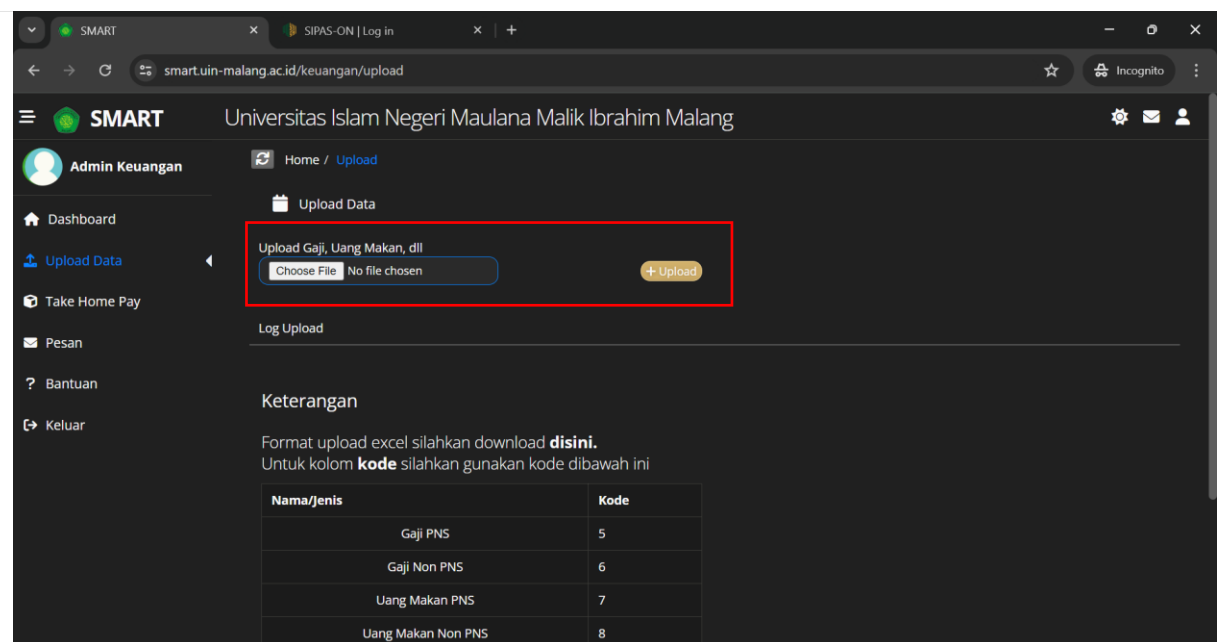 SMART
SIPAS-ON | Log in
smart.uin-malang.ac.id/keuangan/upload
Incognito
SMART
Universitas Islam Negeri Maulana Malik Ibrahim Malang
Admin Keuangan
Home / Upload
Upload Data
Dashboard
Upload Gaji, Uang Makan, dll
Upload Data
Choose File No file chosen
+ Upload
Take Home Pay
Log Upload
Pesan
? Bantuan
Keterangan
Keluar
Format upload excel silahkan download disini.
Untuk kolom kode silahkan gunakan kode dibawah ini
Nama/Jenis Kode
Gaji PNS 5
Gaji Non PNS 6
Uang Makan PNS 7
Uang Makan Non PNS 8